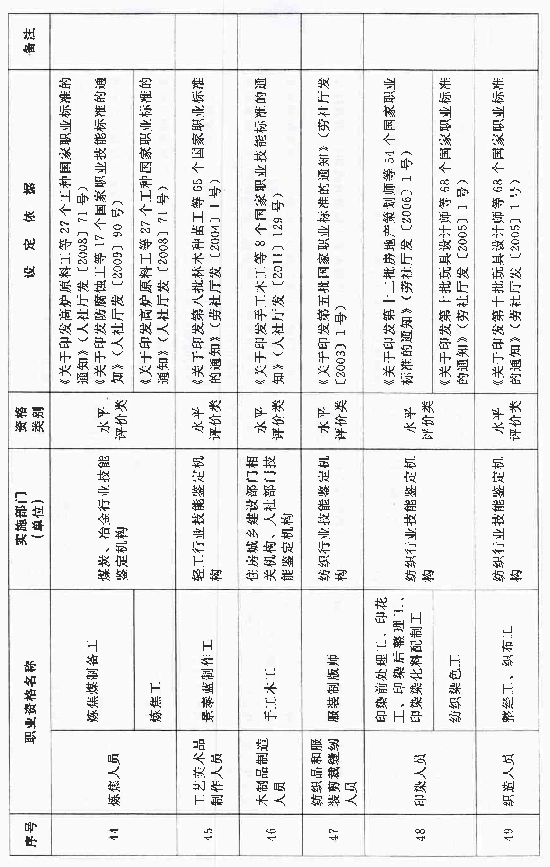 序号
职业资格名称
实施部门
(单位)
资格
类别
设定依据
备注
44
炼焦人员
炼焦煤制备工
煤炭、冶金行业技能
鉴定机构
水平
评价类
《关于印发高炉原料工等27个工种国家职业标准的
通知》(人社厅发〔2008〕71号)
《关于印发防腐蚀工等17个国家职业技能标准的通
知》(人社厅发〔2009〕90号)
炼焦工
《关于印发高炉原料工等27个工种国家职业标准的
通知》(人社厅发〔2008〕71号)
45
工艺美术品
制作人员
景泰蓝制作工
轻工行业技能鉴定机
构
水平
评价类
《关于印发第八批林木种苗工等65个国家职业标准
的通知》(劳社厅发〔2004〕1号)
46
木制品制造
人员
手工木工
住房城乡建设部门相
关机构、人社部门技
能鉴定机构
水平
评价类
《关于印发手工木工等8个国家职业技能标准的通
知》(人社厅发〔2011〕129号)
47
纺织品和服
装剪裁缝纫
人员
服装制版师
纺织行业技能鉴定机
构
水平
评价类
《关于印发第五批国家职业标准的通知》(劳社厅发
〔2003〕1号)
48
印染人员
印染前处理工、印花
工、印染后整理工、
印染染化料配制工
纺织行业技能鉴定机
构
水平
评价类
《关于印发第十二批房地产策划师等54个国家职业
标准的通知》(劳社厅发〔2006〕1号)
纺织染色工
《关于印发第十批玩具设计师等68个国家职业标准
的通知》(劳社厅发〔2005〕1号)
49
织造人员
整经工、织布工
纺织行业技能鉴定机
构
水平
评价类
《关于印发第十批玩具设计师等68个国家职业标准
的通知》(劳社厅发〔2005〕1号)